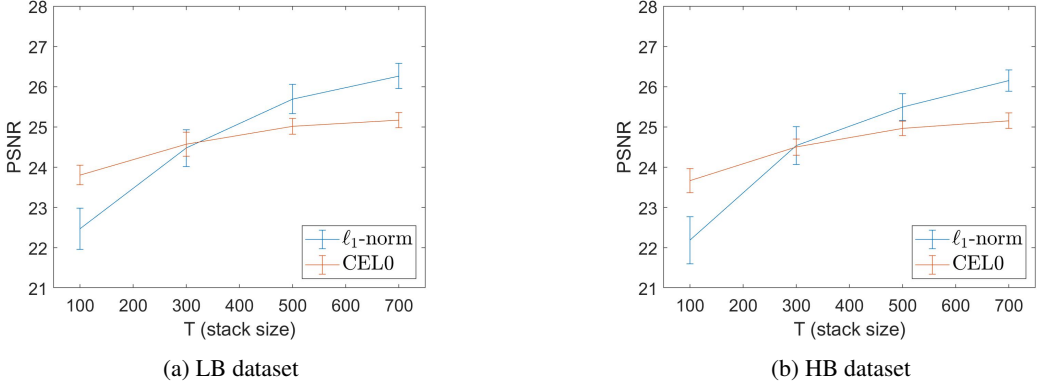 28
27
26
25
24
23
22
21
PSNR
100 200 300 400 500 600 700
T (stack size)
ℓ₁-norm
CEL0
(a) LB dataset
28
27
26
25
24
23
22
21
PSNR
100 200 300 400 500 600 700
T (stack size)
ℓ₁-norm
CEL0
(b) HB dataset